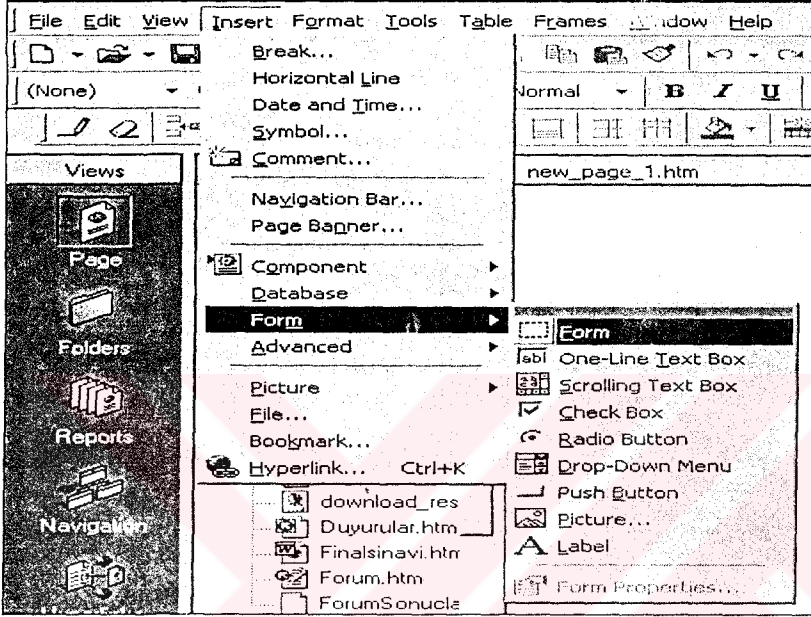 File Edit View Insert Format Tools Table Frames Help
Break...
Horizontal Line
(None)
Normal B I U
Date and Time...
Symbol...
Comment...
Views
new_page_1.htm
Navigation Bar...
Page Banner...
Page
Component
Database
Form
Advanced
Folders
Picture
File...
Bookmark...
Hyperlink... Ctrl+K
Reports
Navigation
Form
abl One-Line Text Box
Scrolling Text Box
Check Box
Radio Button
Drop-Down Menu
Push Button
Picture...
A Label
Form Properties...
download_res
Duyurular.htm
Finalsinavi.htm
Forum.htm
ForumSonucla